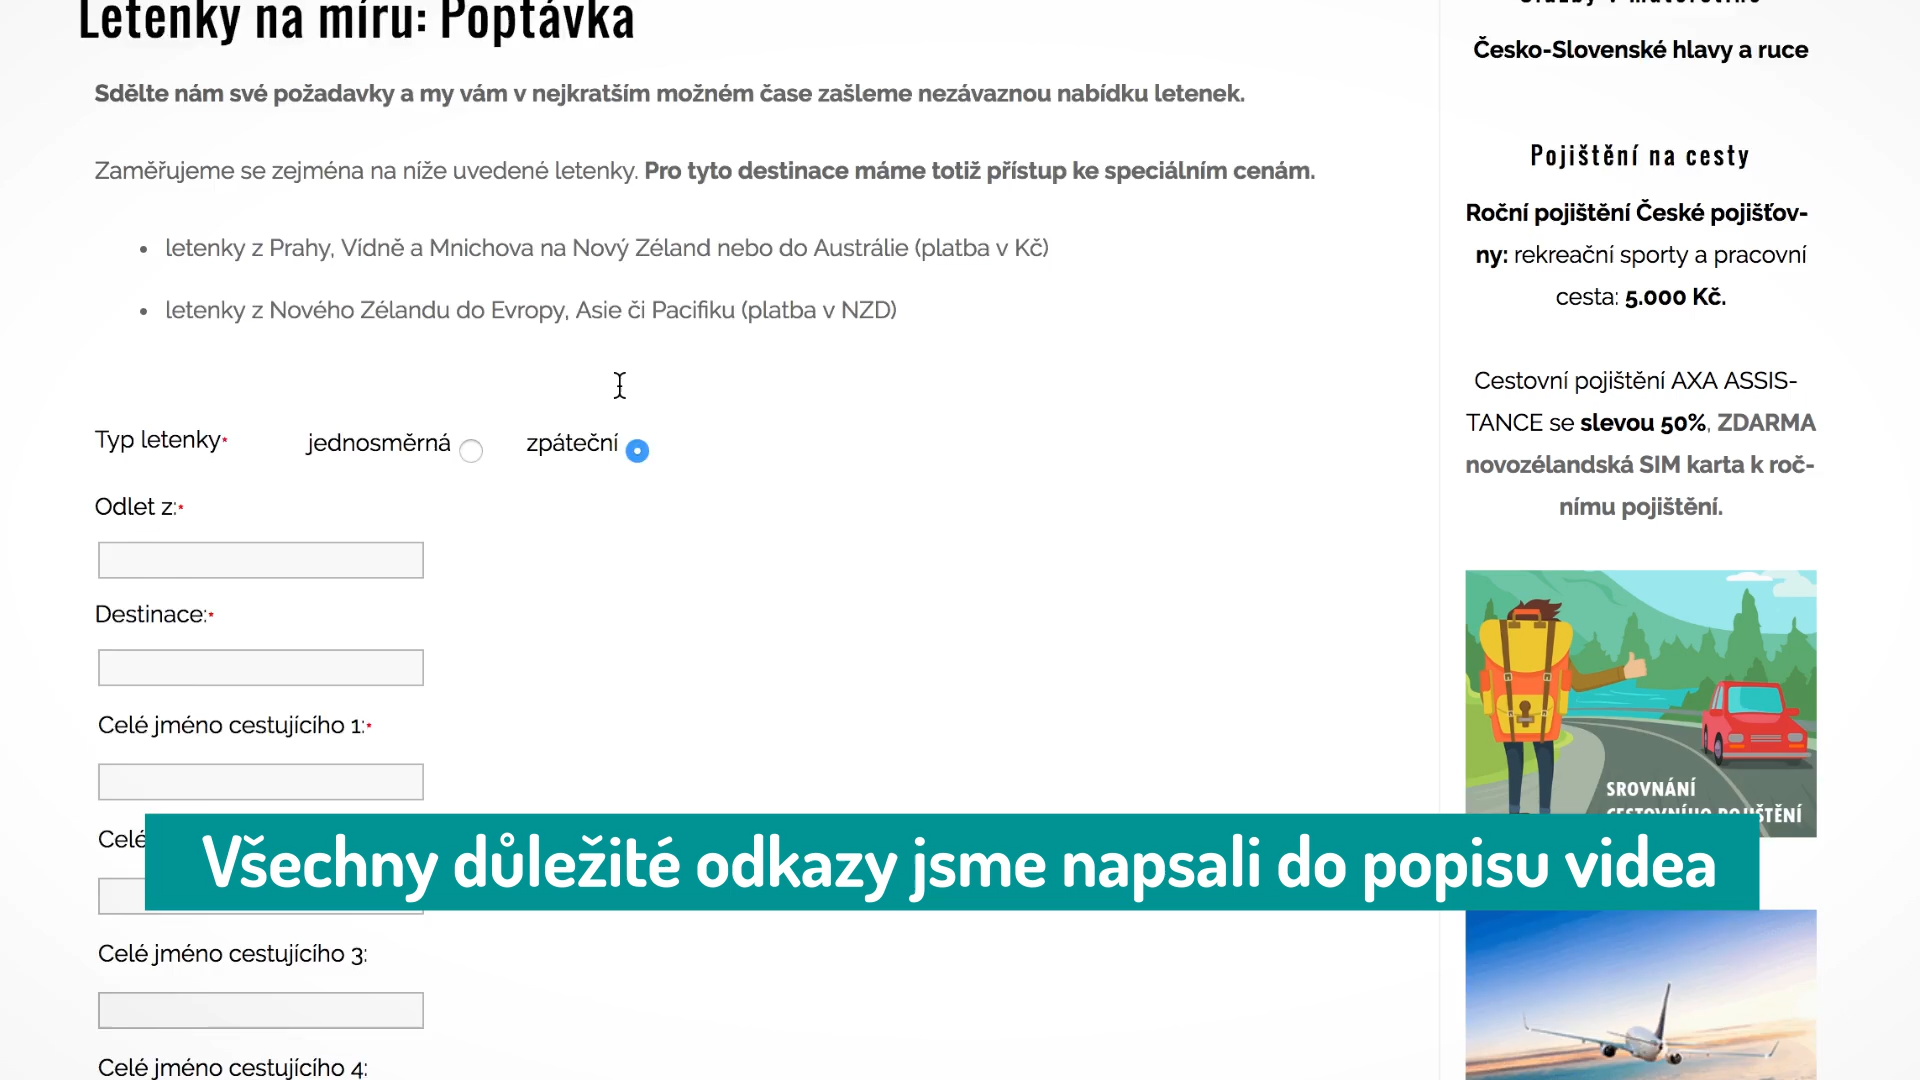 Letenky na míru: Poptávka
Sdělte nám své požadavky a my vám v nejkratším možném čase zašleme nezávaznou nabídku letenek.
Zaměřujeme se zejména na níže uvedené letenky. Pro tyto destinace máme totiž přístup ke speciálním cenám.
• letenky z Prahy, Vídně a Mnichova na Nový Zéland nebo do Austrálie (platba v Kč)
• letenky z Nového Zélandu do Evropy, Asie či Pacifiku (platba v NZD)
Typ letenky* jednosměrná zpáteční
Odlet z:*
Destinace:*
Celé jméno cestujícího 1:*
Celé
Celé jméno cestujícího 3:
Celé jméno cestujícího 4:
Všechny důležité odkazy jsme napsali do popisu videa
Česko-Slovenské hlavy a ruce
Pojištění na cesty
Roční pojištění České pojišťov-
ny: rekreační sporty a pracovní
cesta: 5.000 Kč.
Cestovní pojištění AXA ASSIS-
TANCE se slevou 50%, ZDARMA
novozélandská SIM karta k roč-
nímu pojištění.
SROVNÁNÍ
CESTOVNÍHO POJIŠTĚNÍ